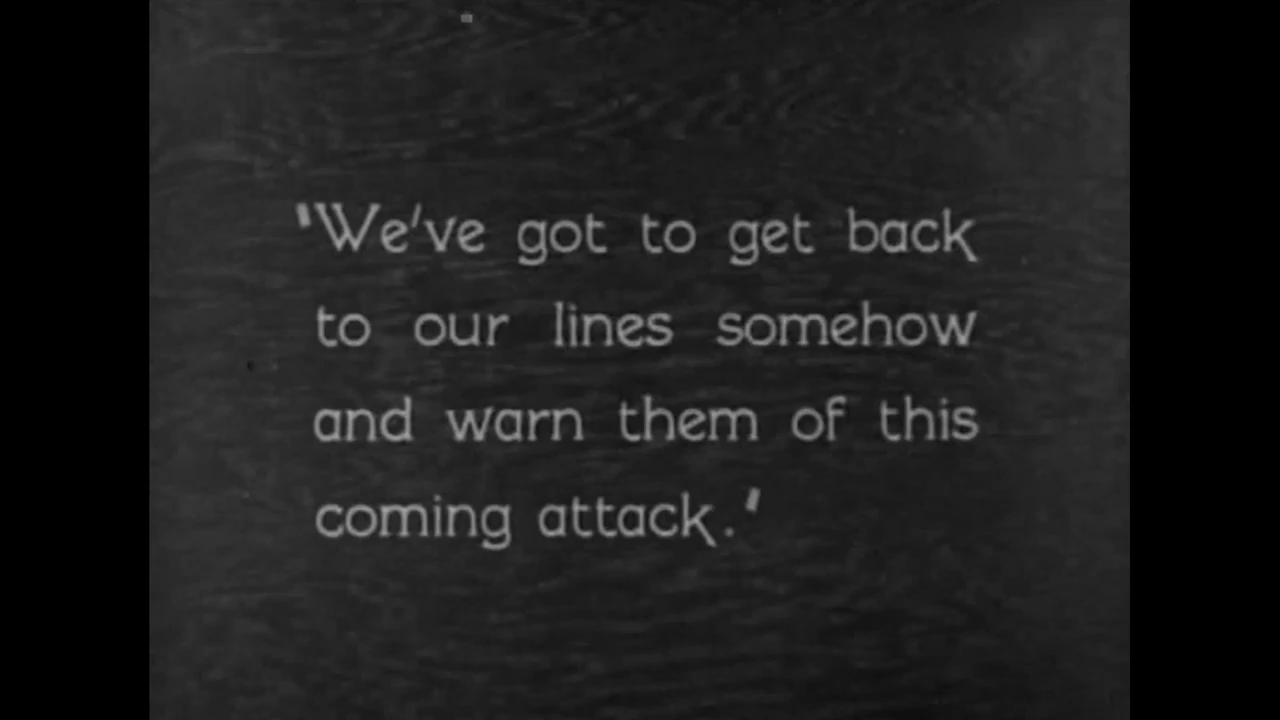 "We've got to get back
to our lines somehow
and warn them of this
coming attack."